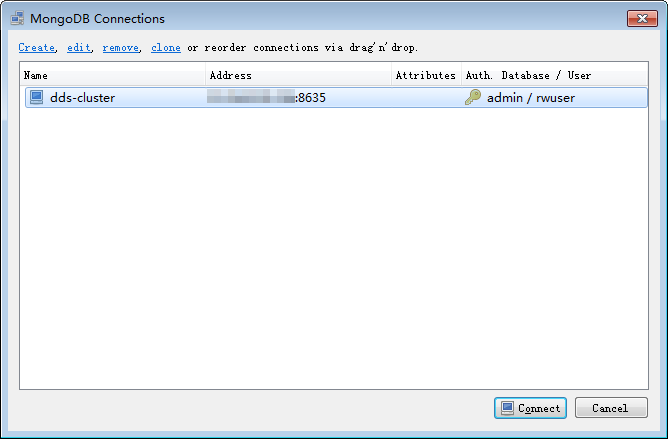 MongoDB Connections
Create, edit, remove, clone or reorder connections via drag'n'drop.
Name Address Attributes Auth. Database / User
dds-cluster :8635 admin / rwuser
Connect Cancel